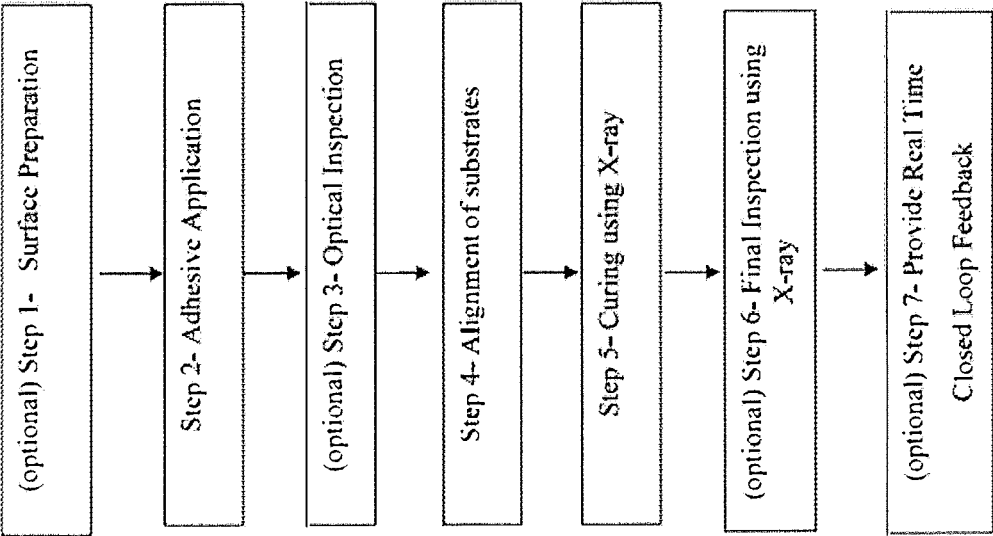 (optional) Step 1- Surface Preparation
Step 2- Adhesive Application
(optional) Step 3- Optical Inspection
Step 4- Alignment of substrates
Step 5- Curing using X-ray
(optional) Step 6- Final Inspection using
X-ray
(optional) Step 7- Provide Real Time
Closed Loop Feedback